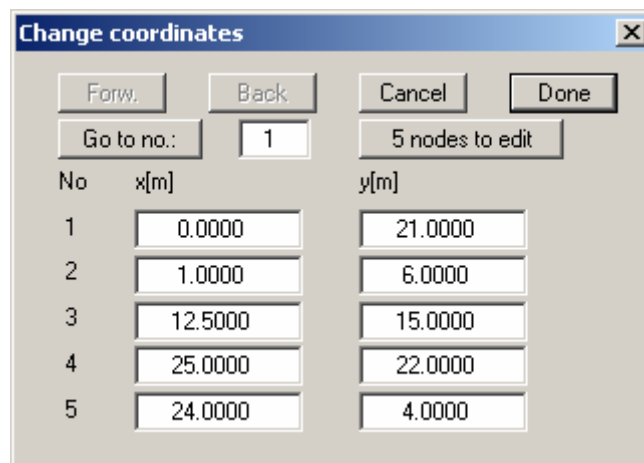 Change coordinates
Forw. Back Cancel Done
Go to no.: 1 5 nodes to edit
No x[m] y[m]
1 0.0000 21.0000
2 1.0000 6.0000
3 12.5000 15.0000
4 25.0000 22.0000
5 24.0000 4.0000